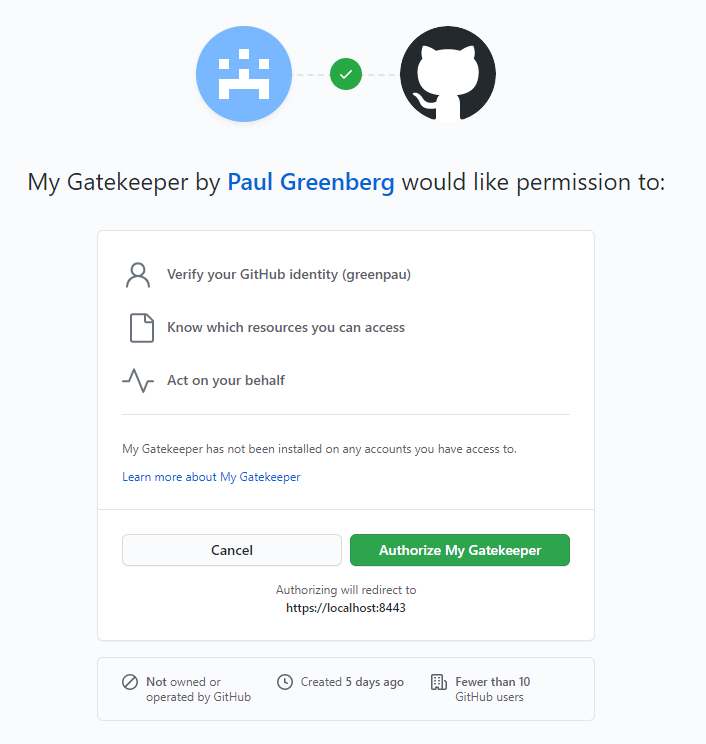 My Gatekeeper by Paul Greenberg would like permission to:
Verify your GitHub identity (greenpau)
Know which resources you can access
Act on your behalf
My Gatekeeper has not been installed on any accounts you have access to.
Learn more about My Gatekeeper
Cancel
Authorize My Gatekeeper
Authorizing will redirect to
https://localhost:8443
Not owned or
operated by GitHub
Created 5 days ago
Fewer than 10
GitHub users